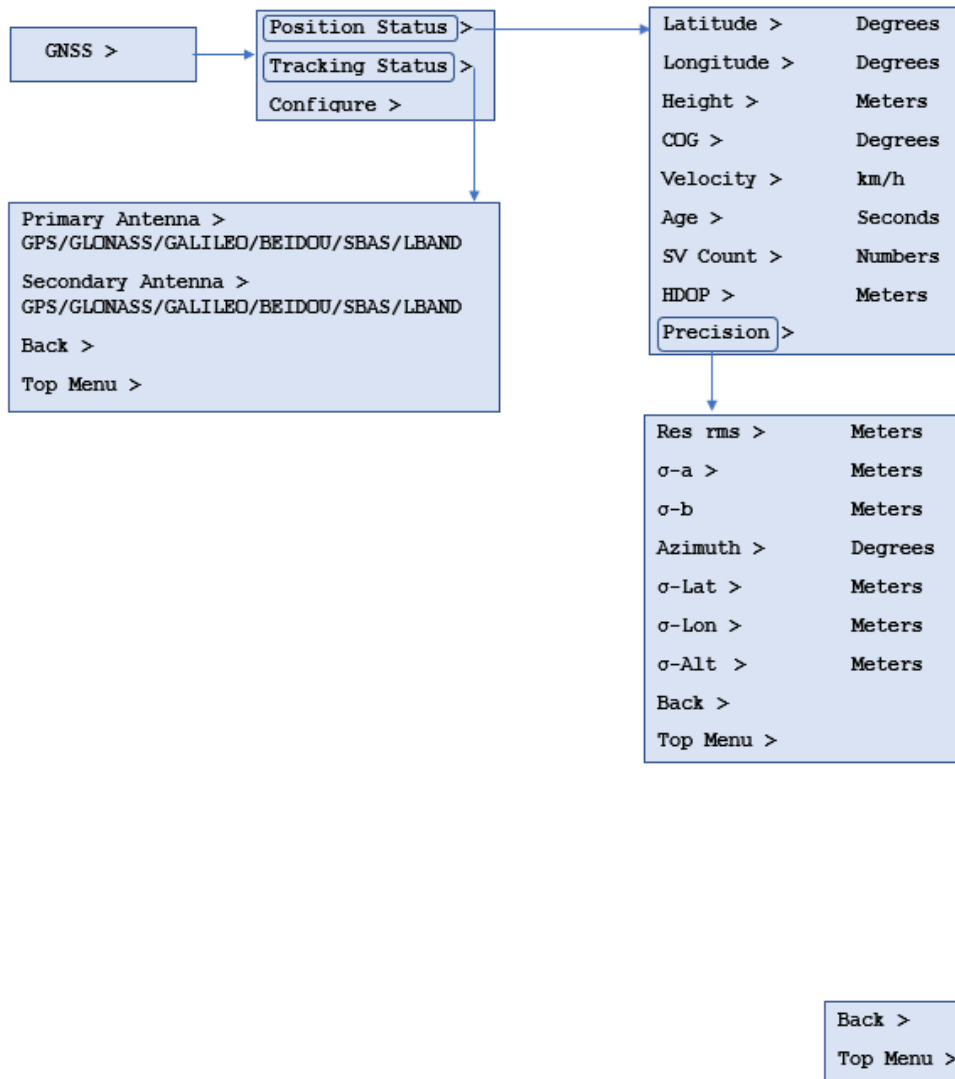 GNSS >
Position Status >
Tracking Status >
Configure >
Latitude > Degrees
Longitude > Degrees
Height > Meters
COG > Degrees
Velocity > km/h
Age > Seconds
SV Count > Numbers
HDOP > Meters
Precision >
Primary Antenna >
GPS/GLONASS/GALILEO/BEIDOU/SBAS/LBAND
Secondary Antenna >
GPS/GLONASS/GALILEO/BEIDOU/SBAS/LBAND
Back >
Top Menu >
Res rms > Meters
σ-a > Meters
σ-b Meters
Azimuth > Degrees
σ-Lat > Meters
σ-Lon > Meters
σ-Alt > Meters
Back >
Top Menu >
Back >
Top Menu >